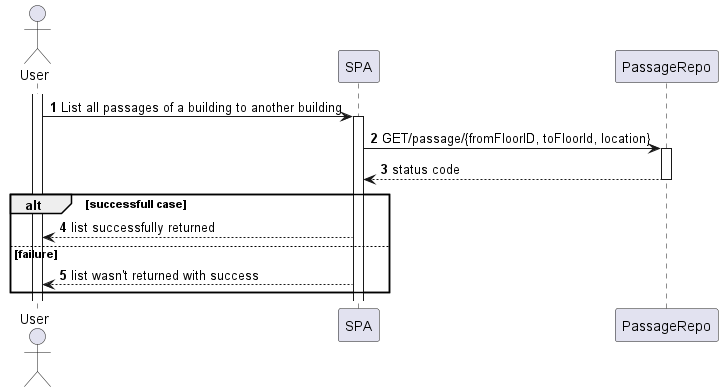 User
SPA
PassageRepo
1 List all passages of a building to another building
2 GET/passage/{fromFloorID, toFloorId, location}
3 status code
alt [successfull case]
4 list successfully returned
[failure]
5 list wasn't returned with success
User
SPA
PassageRepo